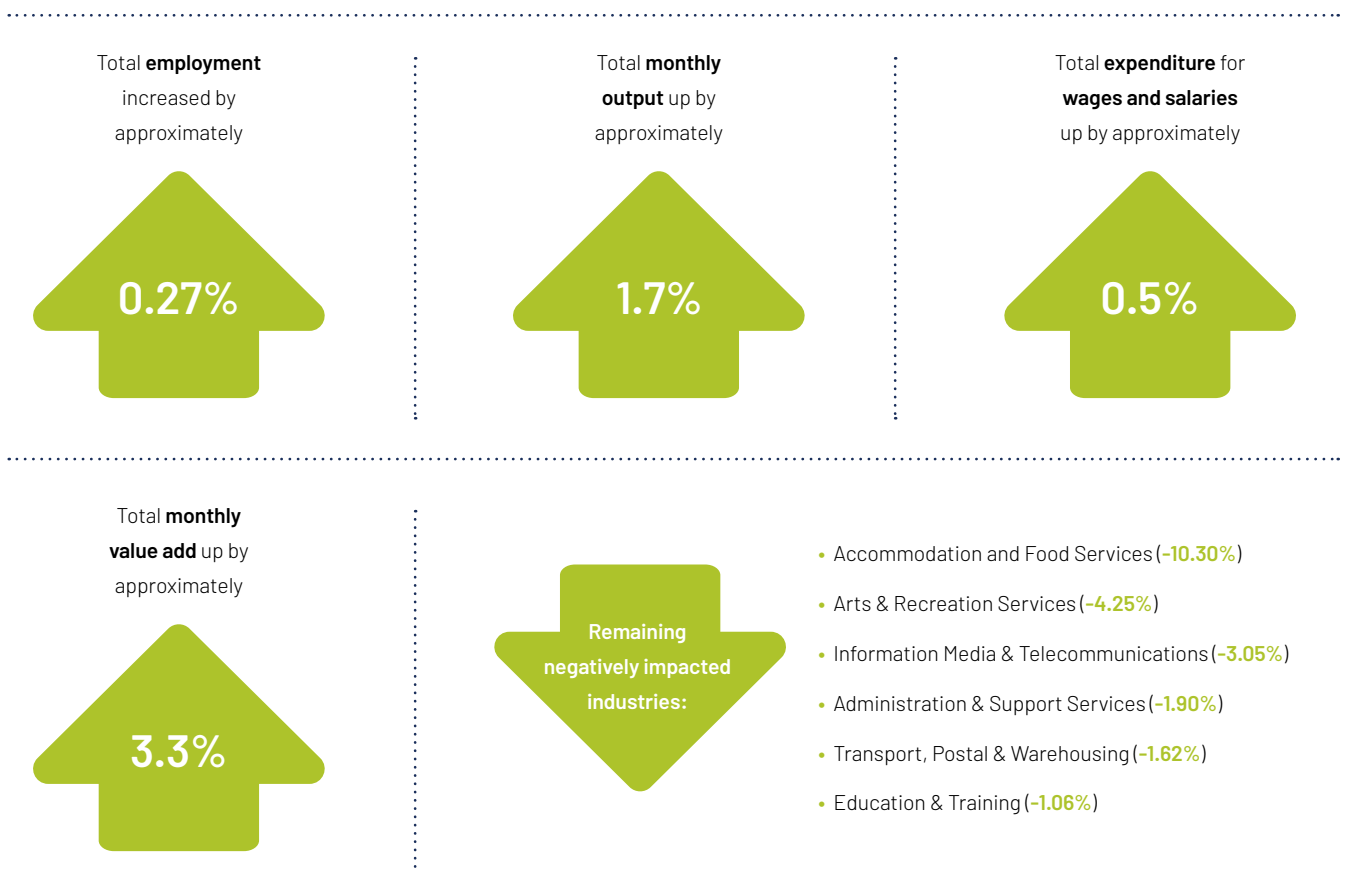 Total employment
increased by
approximately
0.27%
Total monthly
output up by
approximately
1.7%
Total expenditure for
wages and salaries
up by approximately
0.5%
Total monthly
value add up by
approximately
3.3%
Remaining
negatively impacted
industries:
• Accommodation and Food Services (-10.30%)
• Arts & Recreation Services (-4.25%)
• Information Media & Telecommunications (-3.05%)
• Administration & Support Services (-1.90%)
• Transport, Postal & Warehousing (-1.62%)
• Education & Training (-1.06%)